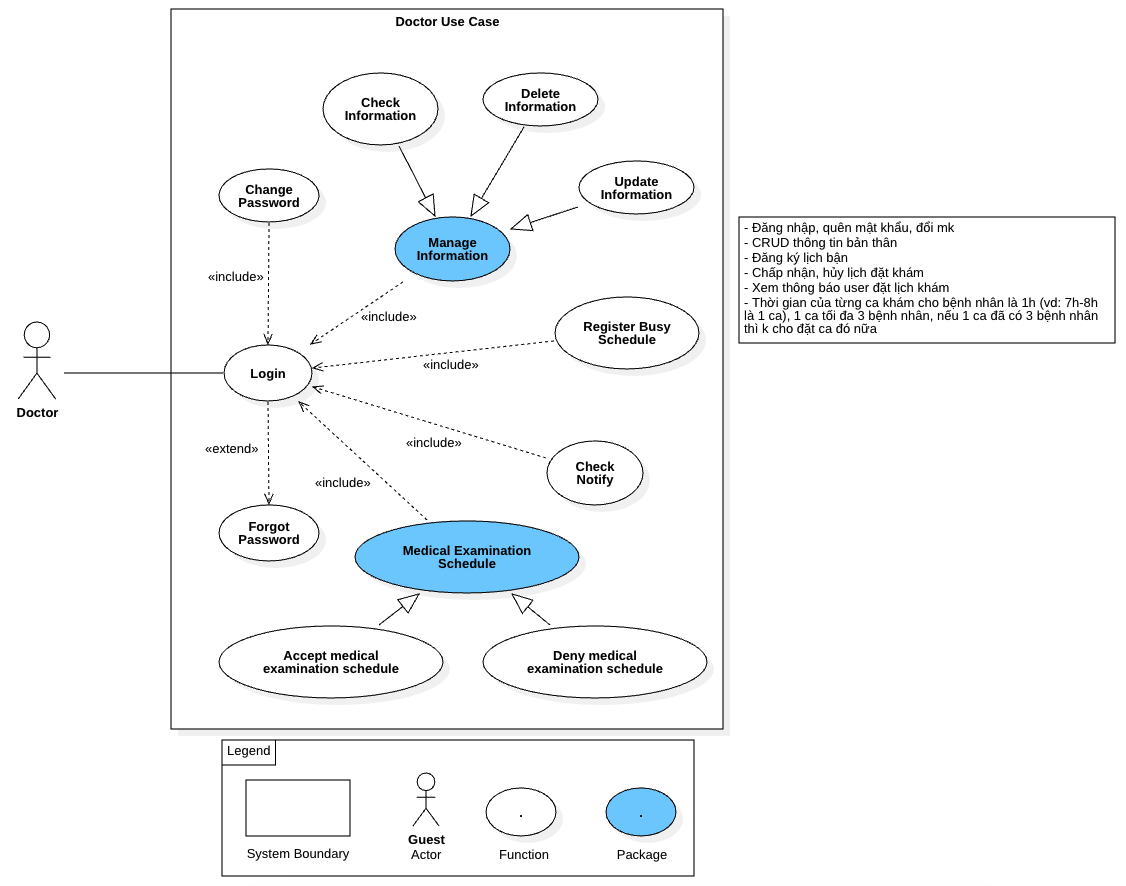 Doctor Use Case
Check
Information
Delete
Information
Change
Password
Update
Information
Manage
Information
«include»
«include»
Register Busy
Schedule
«include»
Login
Doctor
«extend»
«include»
«include»
Check
Notify
Forgot
Password
Medical Examination
Schedule
Accept medical
examination schedule
Deny medical
examination schedule
- Đăng nhập, quên mật khẩu, đổi mk
- CRUD thông tin bản thân
- Đăng ký lịch bận
- Chấp nhận, hủy lịch đặt khám
- Xem thông báo user đặt lịch khám
- Thời gian của từng ca khám cho bệnh nhân là 1h (vd: 7h-8h
là 1 ca), 1 ca tối đa 3 bệnh nhân, nếu 1 ca đã có 3 bệnh nhân
thì k cho đặt ca đó nữa
Legend
System Boundary
Guest
Actor
.
Function
.
Package